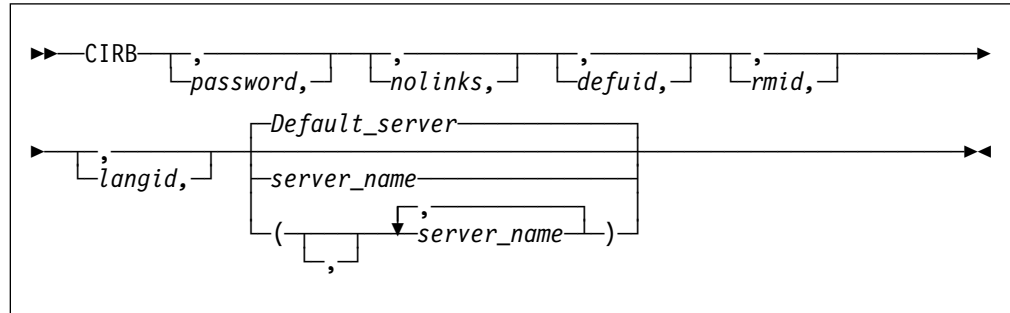 CIRB , , , ,
password, nolinks, defuid, rmid,
Default_server
,
langid, server_name
,
( server_name )
,